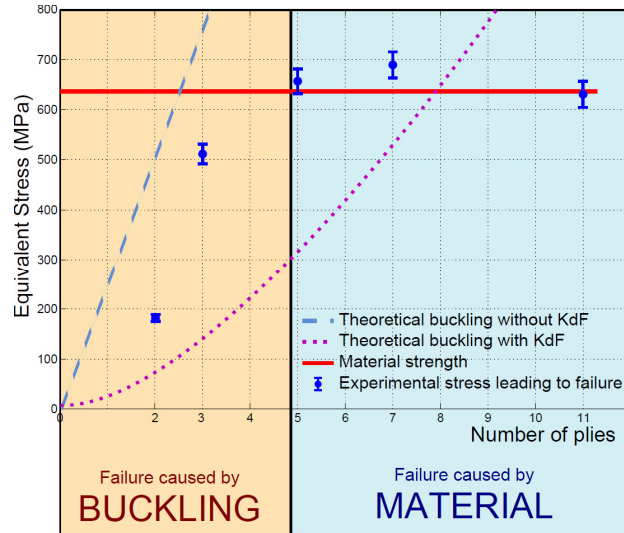 800
700
600
500
400
300
200
100
0
Equivalent Stress (MPa)
Theoretical buckling without KdF
Theoretical buckling with KdF
Material strength
Experimental stress leading to failure
0 1 2 3 4 5 6 7 8 9 10 11
Number of plies
Failure caused by
BUCKLING
Failure caused by
MATERIAL